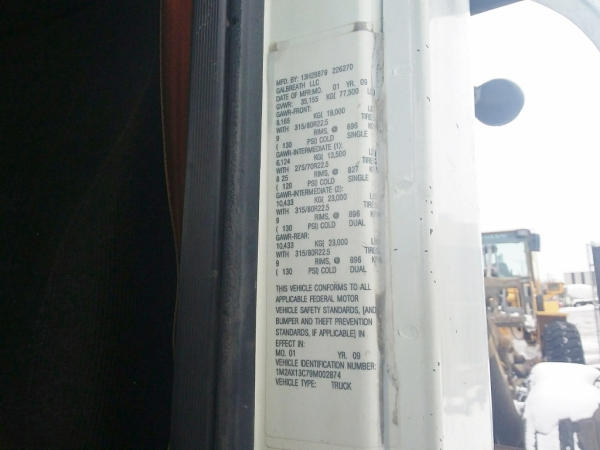 MFD. BY: 13H29879 226270
GALBREATH LLC
DATE OF MFR:MO. 01 YR. 09
GVWR: 35,155 KG( 77,500 L
GAWR-FRONT:
8,165 KG( 18,000
WITH 315/80R22.5 TIRE
9 RIMS, @ 896
( 130 PSI) COLD SINGLE
GAWR-INTERMEDIATE (1):
6,124 KG( 13,500
WITH 275/70R22.5 TIRE
8 25 RIMS, @ 827
( 120 PSI) COLD SINGLE
GAWR-INTERMEDIATE (2):
10,433 KG( 23,000
WITH 315/80R22.5 TIRE
9 RIMS, @ 896
( 130 PSI) COLD DUAL
GAWR-REAR:
10,433 KG( 23,000
WITH 315/80R22.5 TIRE
9 RIMS, @ 896
( 130 PSI) COLD DUAL
THIS VEHICLE CONFORMS TO ALL
APPLICABLE FEDERAL MOTOR
VEHICLE SAFETY STANDARDS, [AND
BUMPER AND THEFT PREVENTION
STANDARDS, IF APPLICABLE] IN
EFFECT IN:
MO. 01 YR. 09
VEHICLE IDENTIFICATION NUMBER:
1M2AX13C79M002874
VEHICLE TYPE: TRUCK